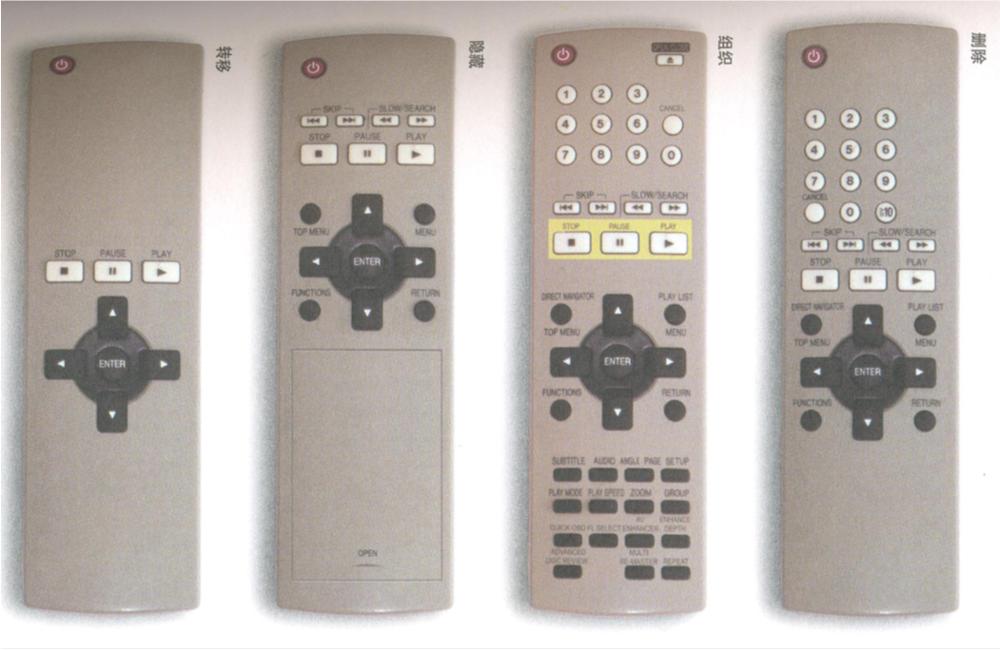 转移
STOP PAUSE PLAY
ENTER
隐藏
SKIP SLOW/SEARCH
STOP PAUSE PLAY
TOP MENU MENU
ENTER
FUNCTIONS RETURN
OPEN
组织
1 2 3
CANCEL
4 5 6
7 8 9 0
SKIP SLOW/SEARCH
STOP PAUSE PLAY
DIRECT NAVIGATOR PLAY LIST
TOP MENU MENU
ENTER
FUNCTIONS RETURN
SUBTITLE AUDIO ANGLE PAGE SETUP
PLAY MODE PLAY SPEED ZOOM GROUP
AV ENHANCE
QUICK OSD FL SELECT ENHANCER DEPTH
ADVANCED MULTI
DISC REVIEW RE-MASTER REPEAT
删除
1 2 3
4 5 6
7 8 9
CANCEL
0 10
SKIP SLOW/SEARCH
STOP PAUSE PLAY
DIRECT NAVIGATOR PLAY LIST
TOP MENU MENU
ENTER
FUNCTIONS RETURN